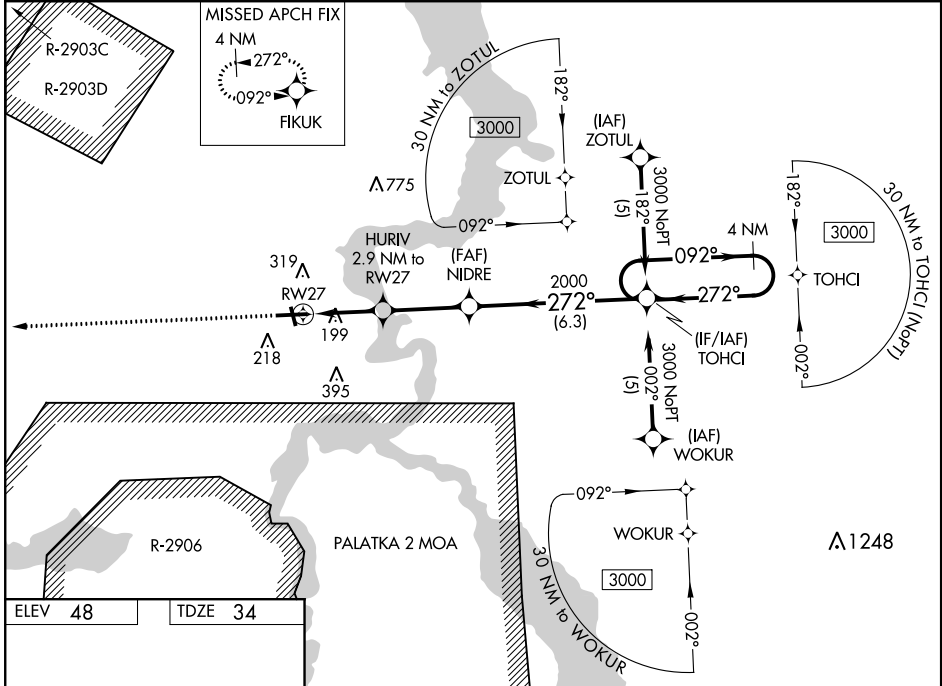 MISSED APCH FIX
4 NM
272°
092°
FIKUK
R-2903C
R-2903D
30 NM to ZOTUL
182°
3000
ZOTUL
092°
(IAF)
ZOTUL
3000 NoPT
182°
(5)
775
HURIV
2.9 NM to
RW27
(FAF)
NIDRE
2000
272°
(6.3)
092°
4 NM
272°
(IF/IAF)
TOHCI
182°
3000
TOHCI
002°
30 NM to TOHCI (NoPT)
319
RW27
199
218
395
3000 NoPT
002°
(5)
(IAF)
WOKUR
092°
WOKUR
3000
002°
30 NM to WOKUR
1248
R-2906
PALATKA 2 MOA
ELEV 48
TDZE 34